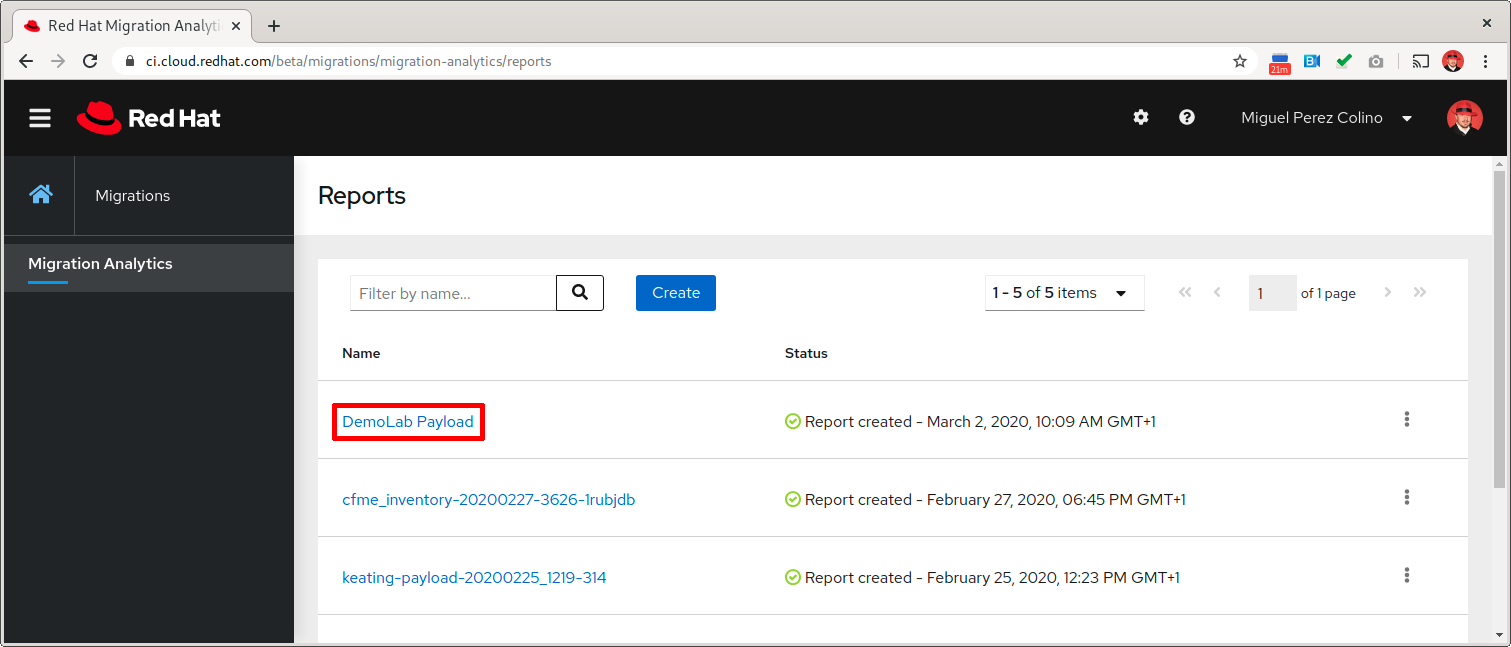 Red Hat Migration Analyti
ci.cloud.redhat.com/beta/migrations/migration-analytics/reports
21m
B
Red Hat
Miguel Perez Colino
Migrations
Reports
Migration Analytics
Filter by name...
Create
1 - 5 of 5 items
1
of 1 page
Name
Status
DemoLab Payload
Report created - March 2, 2020, 10:09 AM GMT+1
cfme_inventory-20200227-3626-1rubjdb
Report created - February 27, 2020, 06:45 PM GMT+1
keating-payload-20200225_1219-314
Report created - February 25, 2020, 12:23 PM GMT+1